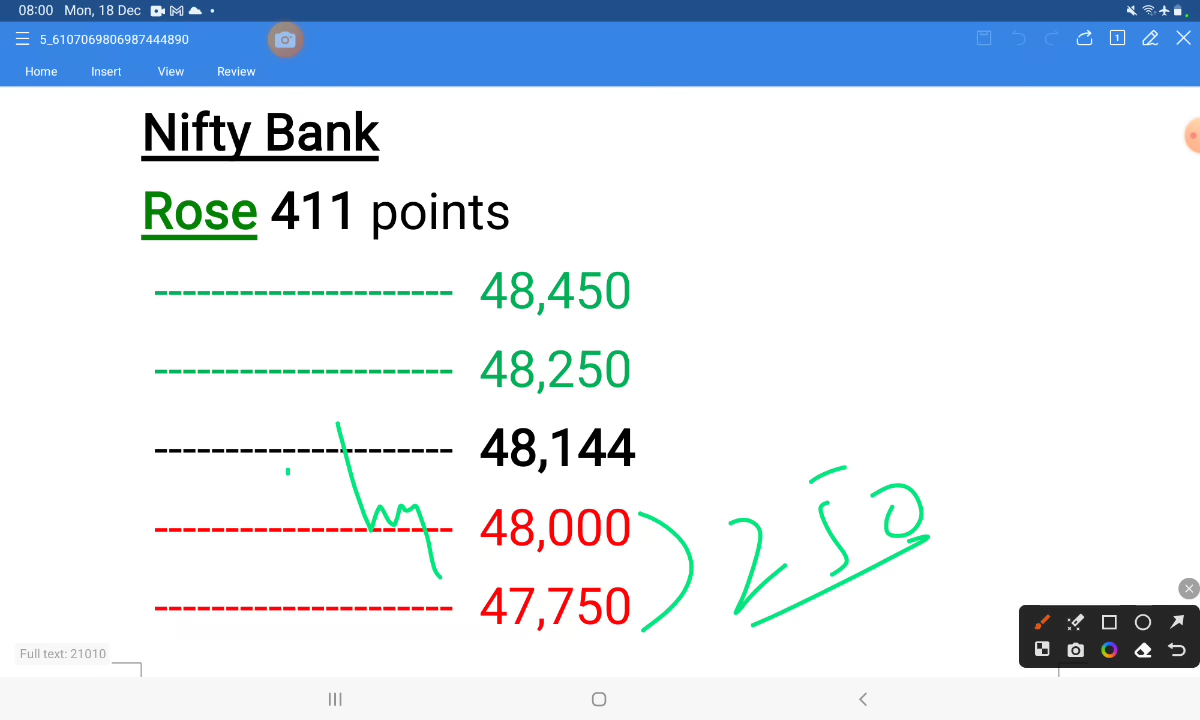 08:00 Mon, 18 Dec
5_6107069806987444890
1
Home Insert View Review
Nifty Bank
Rose 411 points
--------------------- 48,450
--------------------- 48,250
--------------------- 48,144
--------------------- 48,000
250
--------------------- 47,750
Full text: 21010